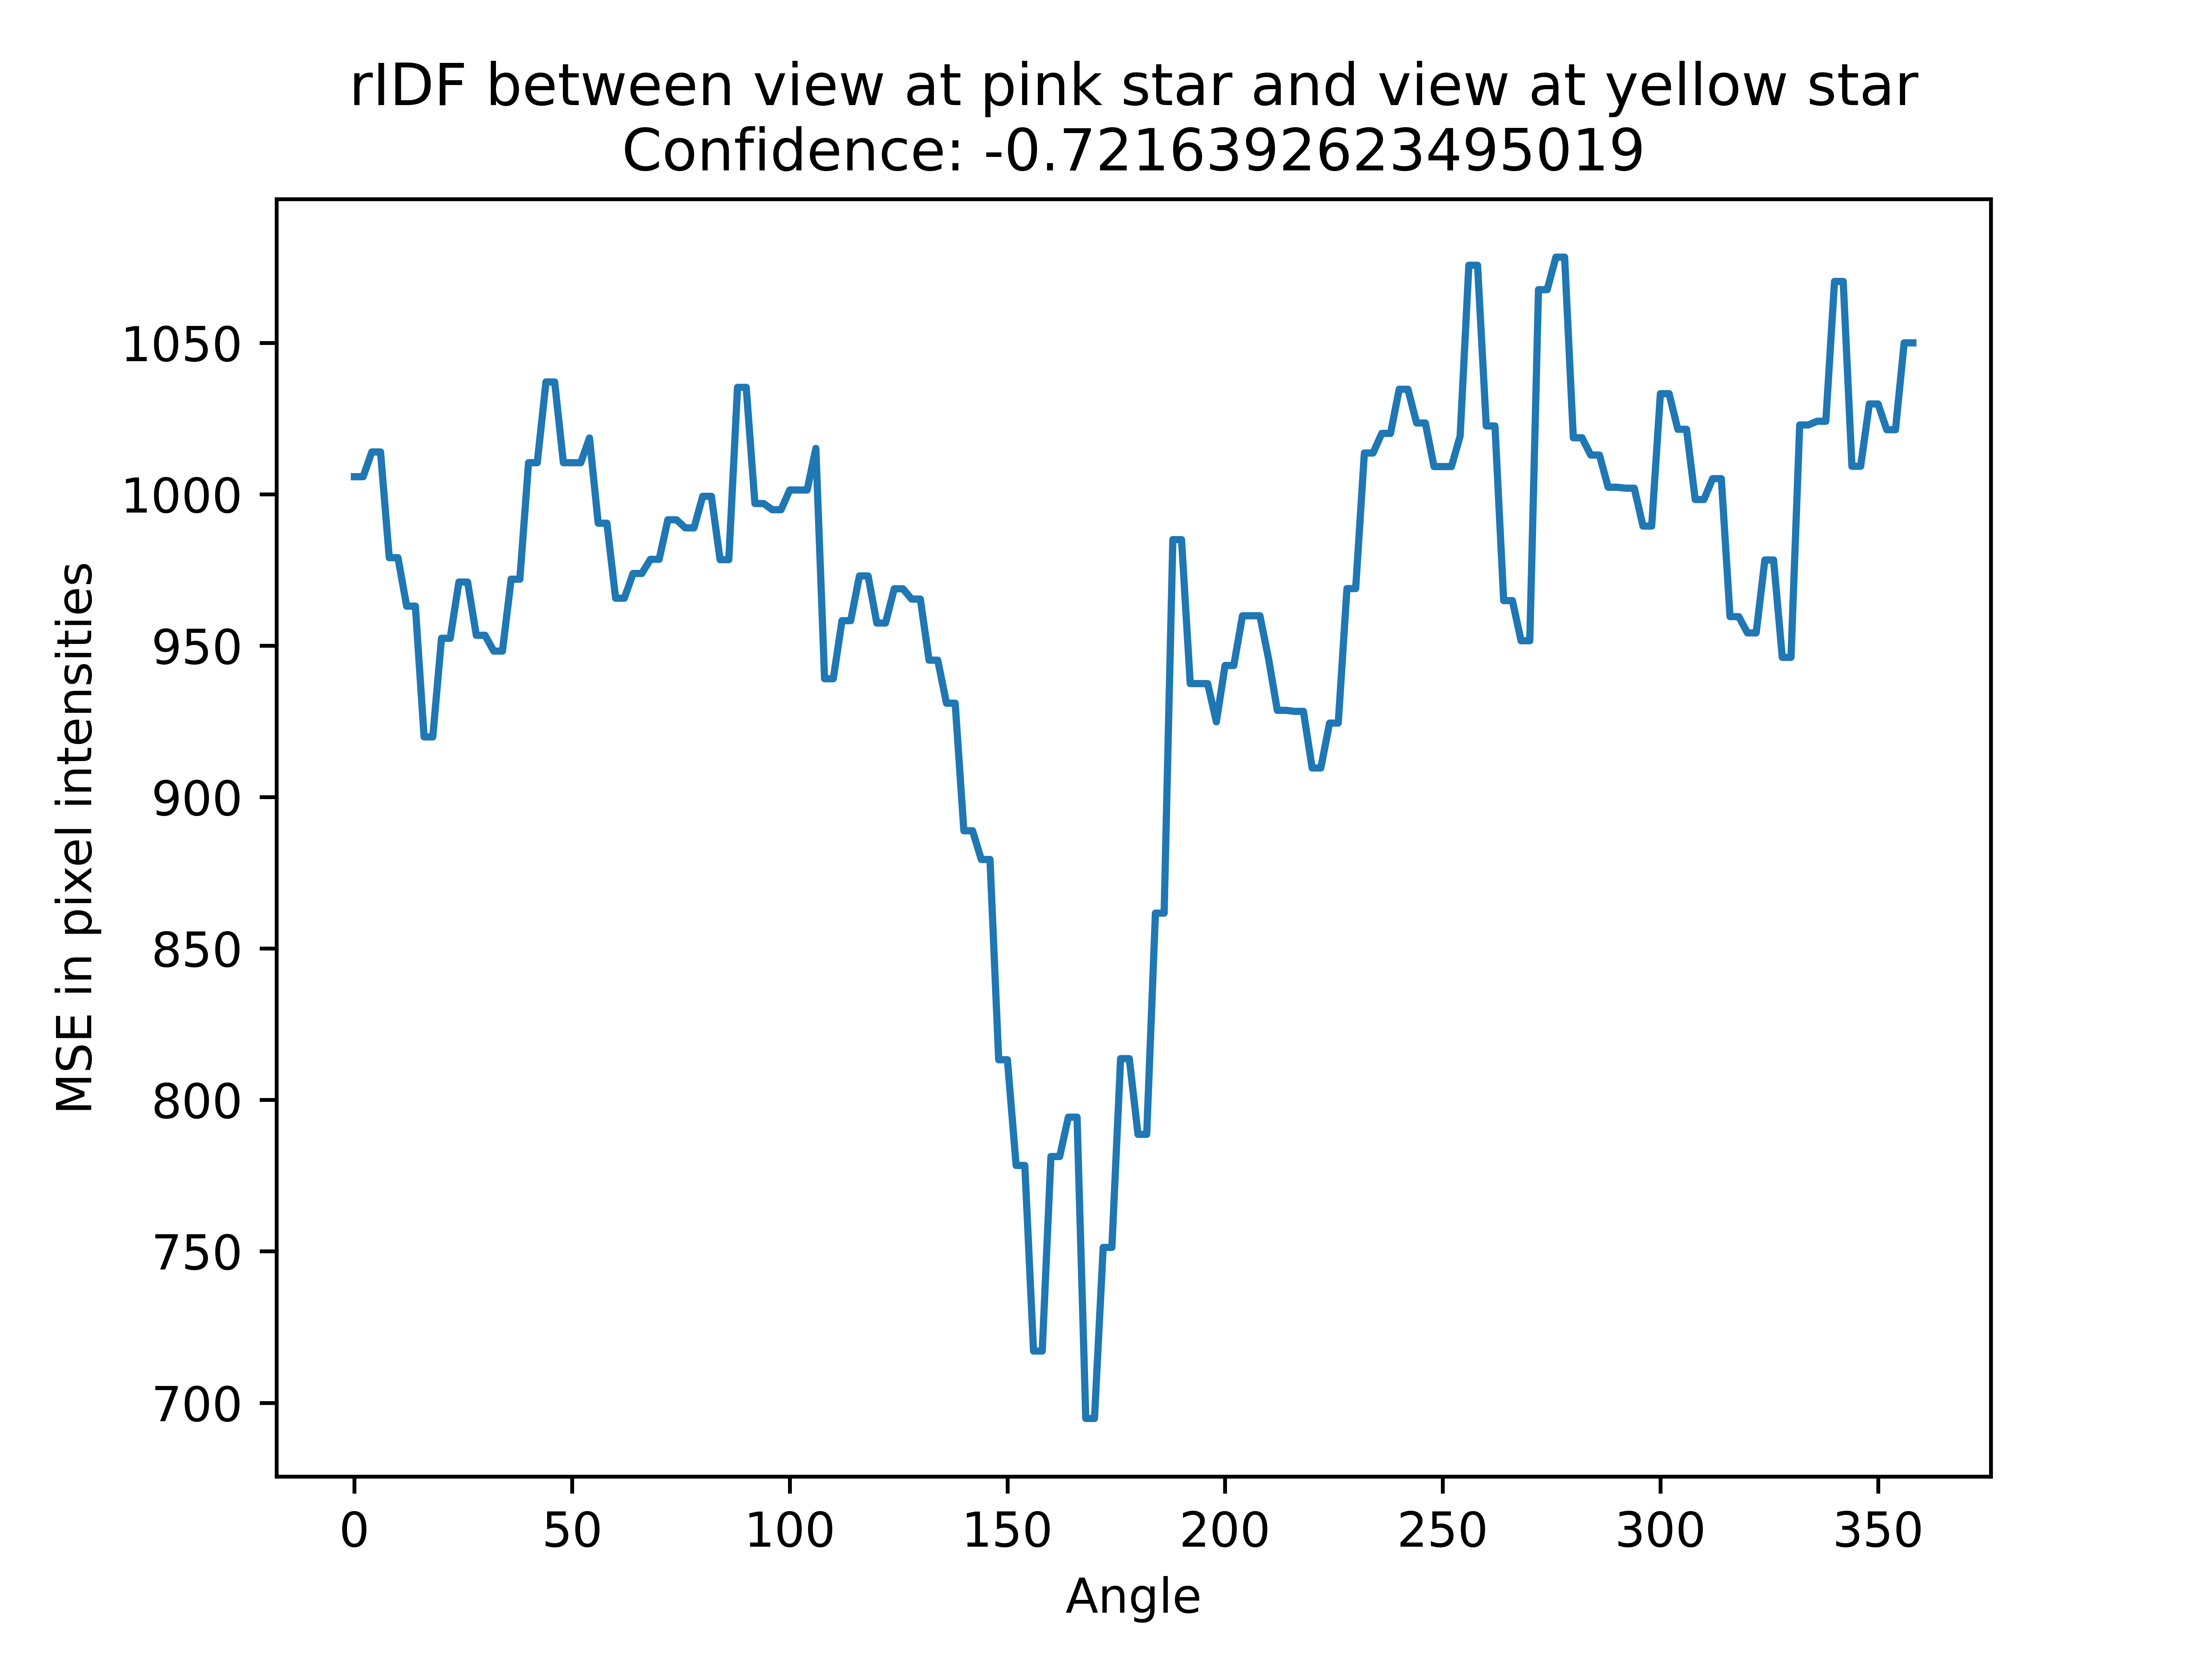 rIDF between view at pink star and view at yellow star
Confidence: -0.7216392623495019
MSE in pixel intensities
1050
1000
950
900
850
800
750
700
0 50 100 150 200 250 300 350
Angle